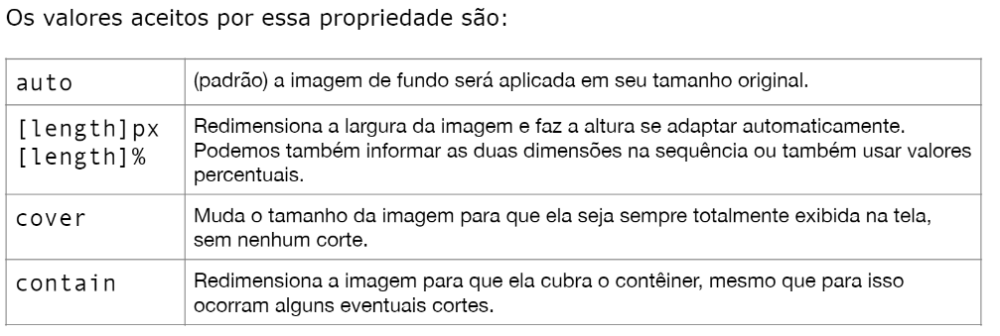 Os valores aceitos por essa propriedade são:
auto
(padrão) a imagem de fundo será aplicada em seu tamanho original.
[length]px
[length]%
Redimensiona a largura da imagem e faz a altura se adaptar automaticamente.
Podemos também informar as duas dimensões na sequência ou também usar valores
percentuais.
cover
Muda o tamanho da imagem para que ela seja sempre totalmente exibida na tela,
sem nenhum corte.
contain
Redimensiona a imagem para que ela cubra o contêiner, mesmo que para isso
ocorram alguns eventuais cortes.